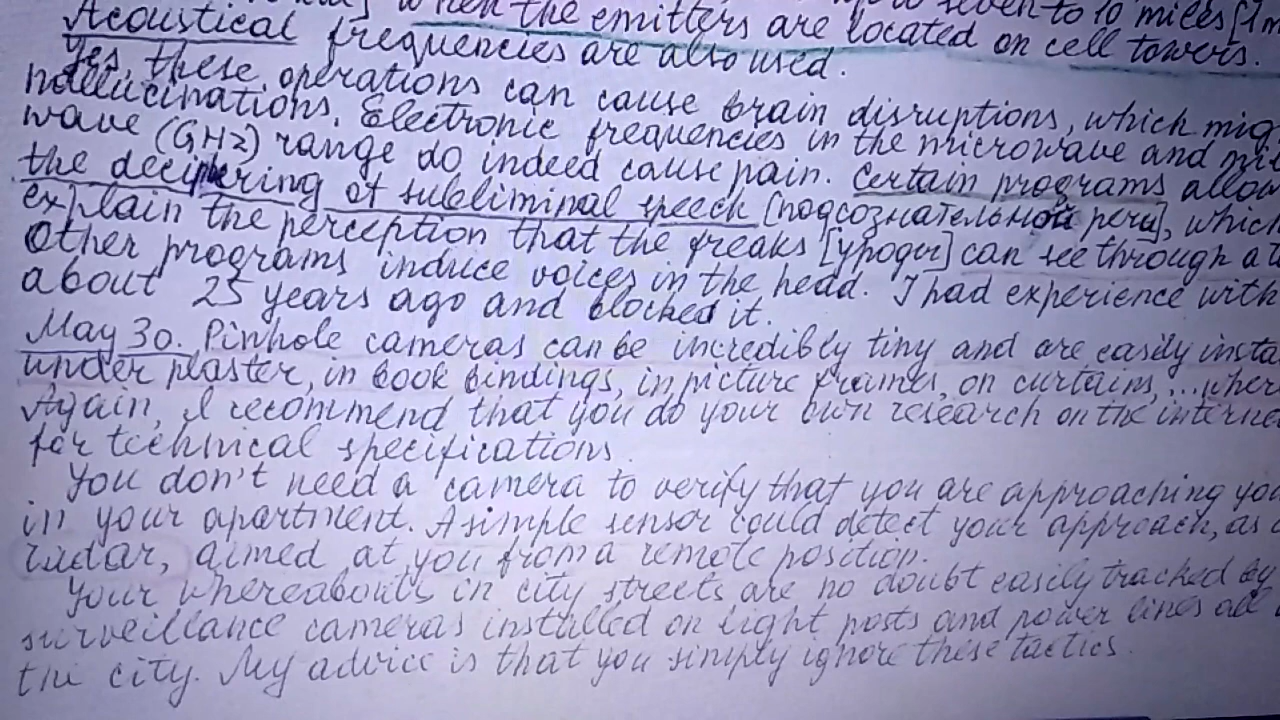 when the emitters are located on cell towers.
Acoustical frequencies are also used.
Yes, these operations can cause brain disruptions, which mig
hallucinations. Electronic frequencies in the microwave and
wave (GHz) range do indeed cause pain. Certain programs allow
the deciphering of subliminal speech [подсознательной речи], which
explain the perception that the freaks [уроды] can see through a
Other programs induce voices in the head. I had experience with
about 25 years ago and blocked it.
May 30. Pinhole cameras can be incredibly tiny and are easily insta
under plaster, in book bindings, in picture frames, on curtains, ... wher
Again, I recommend that you do your own research on the interne
for technical specifications.
You don't need a camera to verify that you are approaching you
in your apartment. A simple sensor could detect your approach, as
radar, aimed at you from a remote position.
Your whereabouts in city streets are no doubt easily tracked by
surveillance cameras installed on light posts and power lines all
the city. My advice is that you simply ignore these tactics.